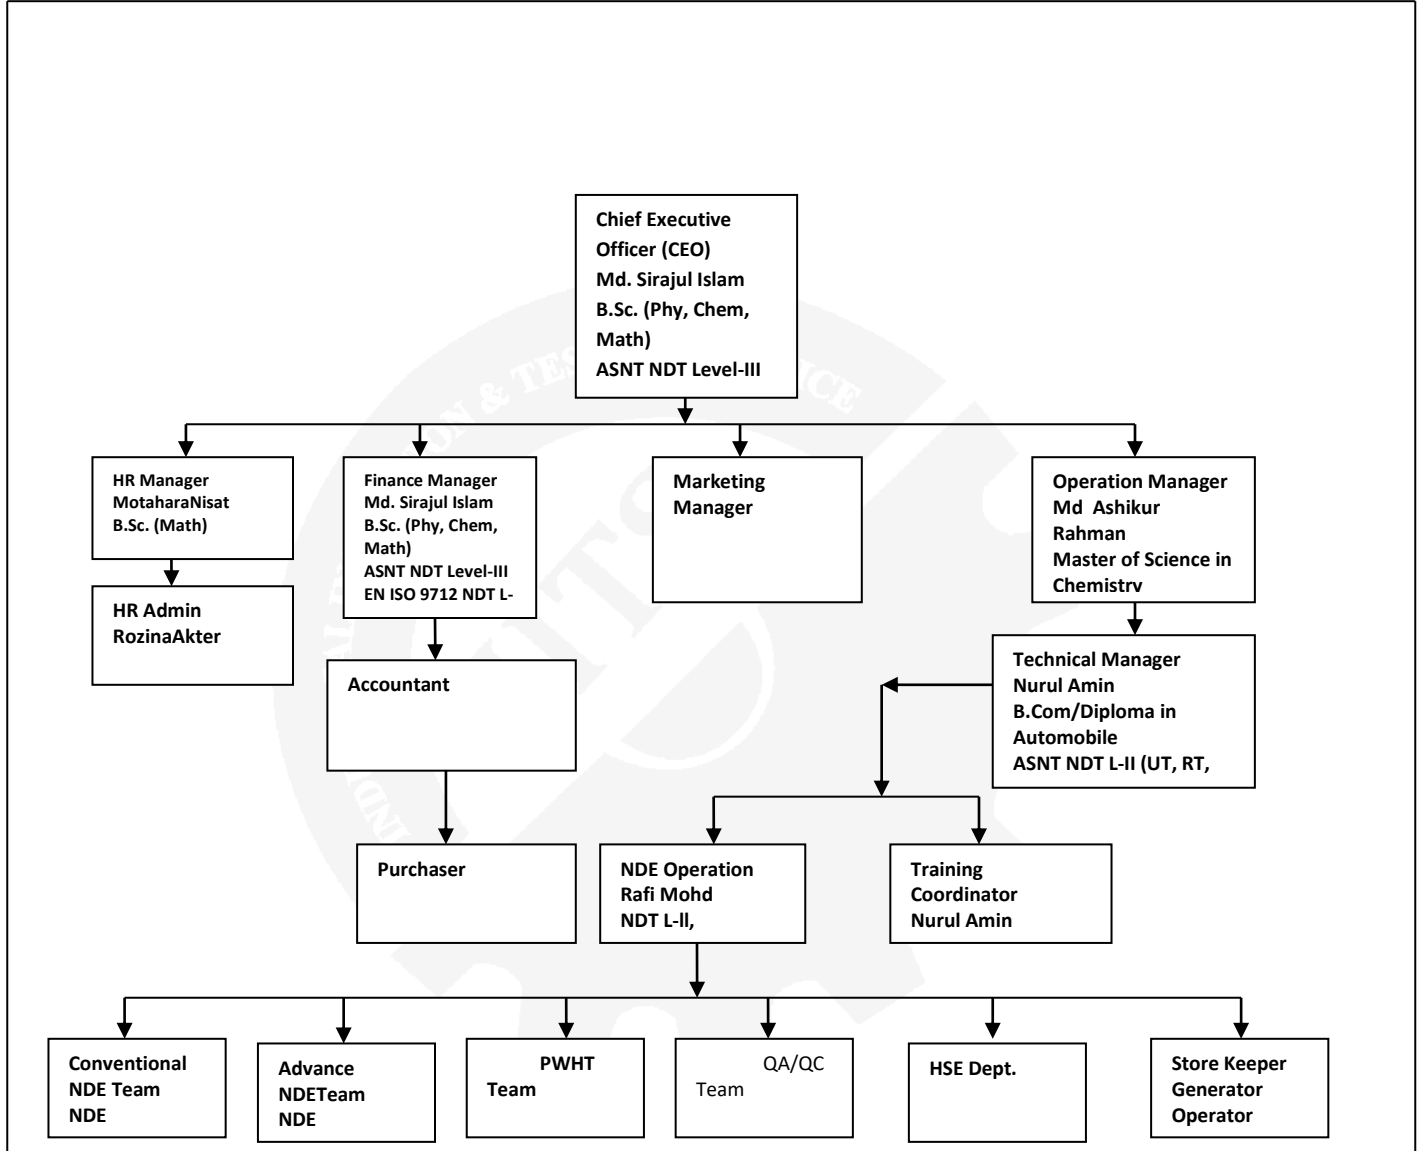 Chief Executive
Officer (CEO)
Md. Sirajul Islam
B.Sc. (Phy, Chem,
Math)
ASNT NDT Level-III
HR Manager
MotaharaNisat
B.Sc. (Math)
Finance Manager
Md. Sirajul Islam
B.Sc. (Phy, Chem,
Math)
ASNT NDT Level-III
EN ISO 9712 NDT L-
Marketing
Manager
Operation Manager
Md  Ashikur
Rahman
Master of Science in
Chemistry
HR Admin
RozinaAkter
Accountant
Technical Manager
Nurul Amin
B.Com/Diploma in
Automobile
ASNT NDT L-II (UT, RT,
Purchaser
NDE Operation
Rafi Mohd
NDT L-ll,
Training
Coordinator
Nurul Amin
Conventional
NDE Team
NDE
Advance
NDETeam
NDE
PWHT
Team
QA/QC
Team
HSE Dept.
Store Keeper
Generator
Operator
ITS